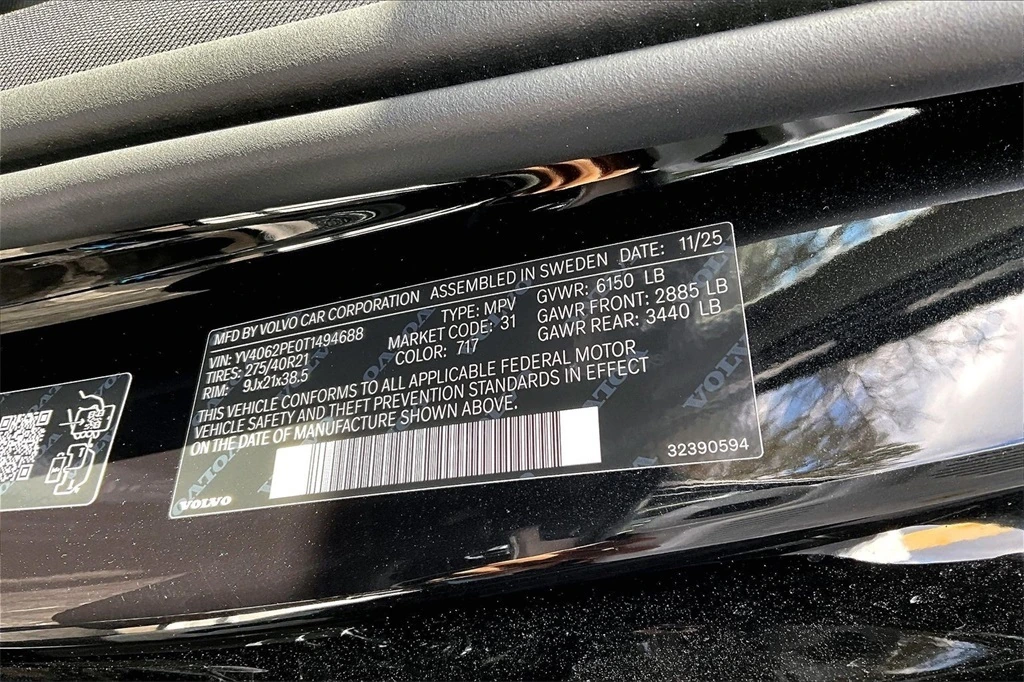 MFD BY VOLVO CAR CORPORATION ASSEMBLED IN SWEDEN DATE: 11/25
VIN: YV4062PE0T1494688 TYPE: MPV GVWR: 6150 LB
TIRES: 275/40R21 MARKET CODE: 31 GAWR FRONT: 2885 LB
RIM: 9Jx21x38.5 COLOR: 717 GAWR REAR: 3440 LB
THIS VEHICLE CONFORMS TO ALL APPLICABLE FEDERAL MOTOR
VEHICLE SAFETY AND THEFT PREVENTION STANDARDS IN EFFECT
ON THE DATE OF MANUFACTURE SHOWN ABOVE.
VOLVO 32390594